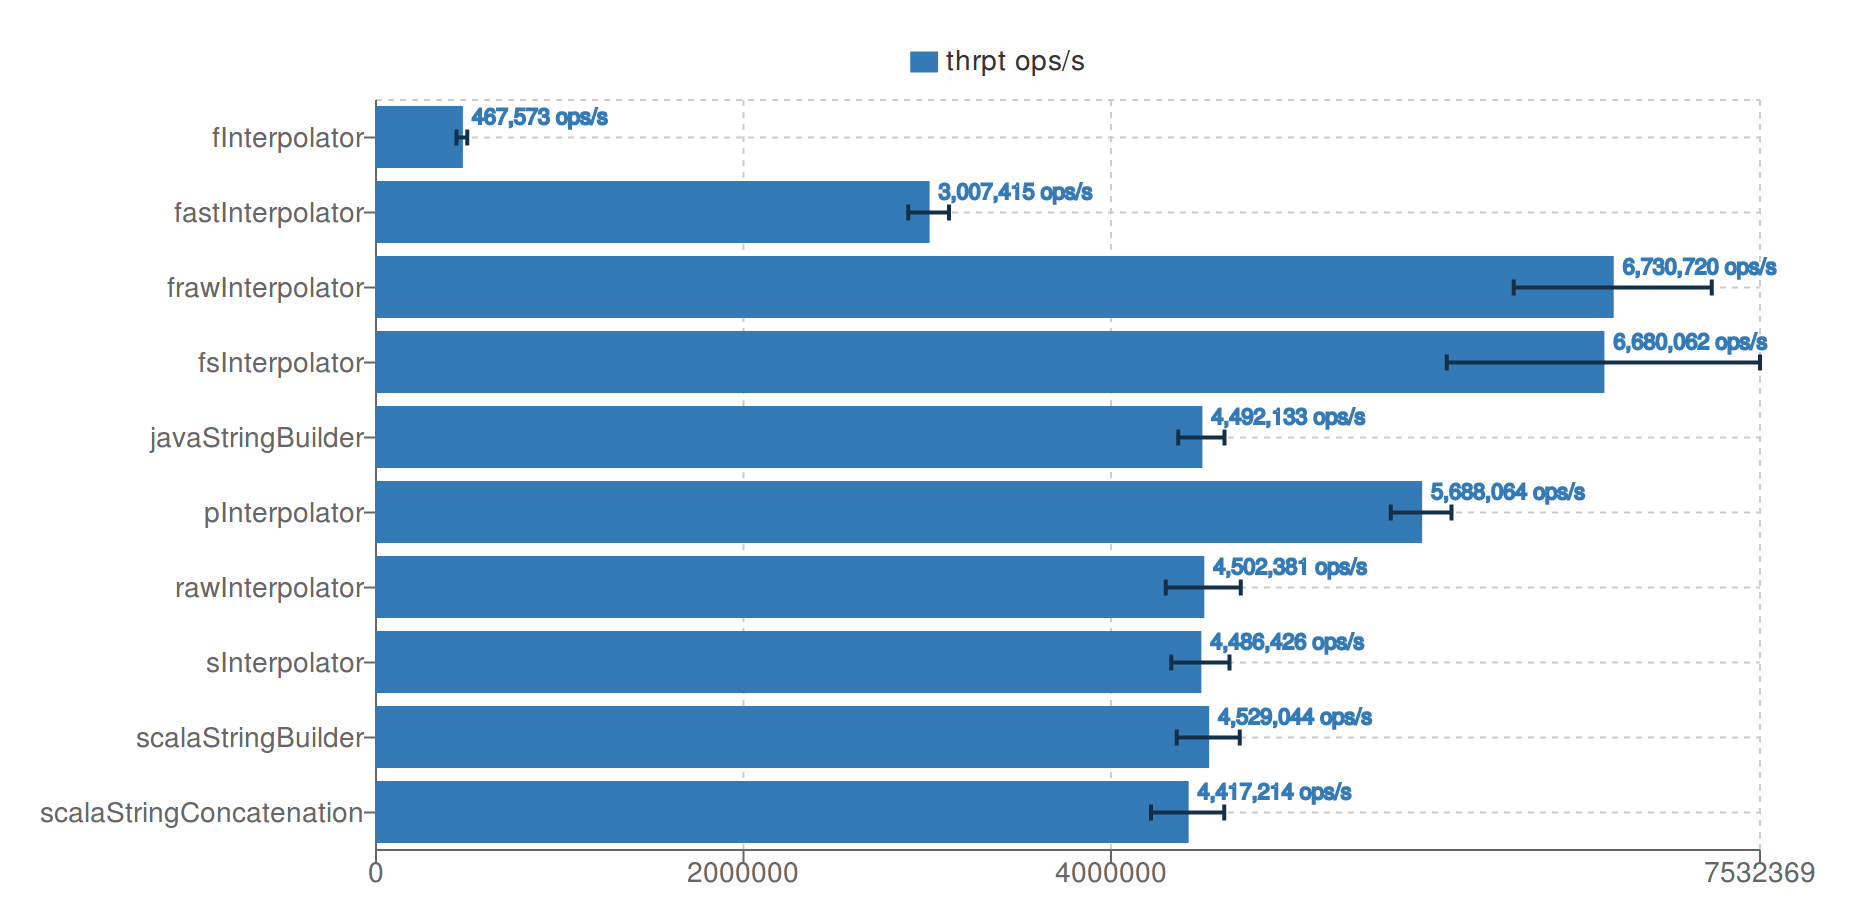 thrpt ops/s
fInterpolator
467,573 ops/s
fastInterpolator
3,007,415 ops/s
frawInterpolator
6,730,720 ops/s
fsInterpolator
6,680,062 ops/s
javaStringBuilder
4,492,133 ops/s
pInterpolator
5,688,064 ops/s
rawInterpolator
4,502,381 ops/s
sInterpolator
4,486,426 ops/s
scalaStringBuilder
4,529,044 ops/s
scalaStringConcatenation
4,417,214 ops/s
0 2000000 4000000 7532369